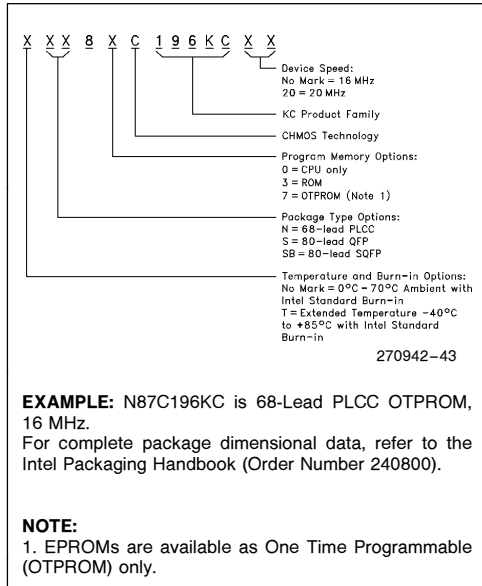 X XX 8 X C 196KC XX
Device Speed:
No Mark = 16 MHz
20 = 20 MHz
KC Product Family
CHMOS Technology
Program Memory Options:
0 = CPU only
3 = ROM
7 = OTPROM (Note 1)
Package Type Options:
N = 68-lead PLCC
S = 80-lead QFP
SB = 80-lead SQFP
Temperature and Burn-in Options:
No Mark = 0°C - 70°C Ambient with
Intel Standard Burn-in
T = Extended Temperature -40°C
to +85°C with Intel Standard
Burn-in
270942-43
EXAMPLE: N87C196KC is 68-Lead PLCC OTPROM,
16 MHz.
For complete package dimensional data, refer to the
Intel Packaging Handbook (Order Number 240800).
NOTE:
1. EPROMs are available as One Time Programmable
(OTPROM) only.